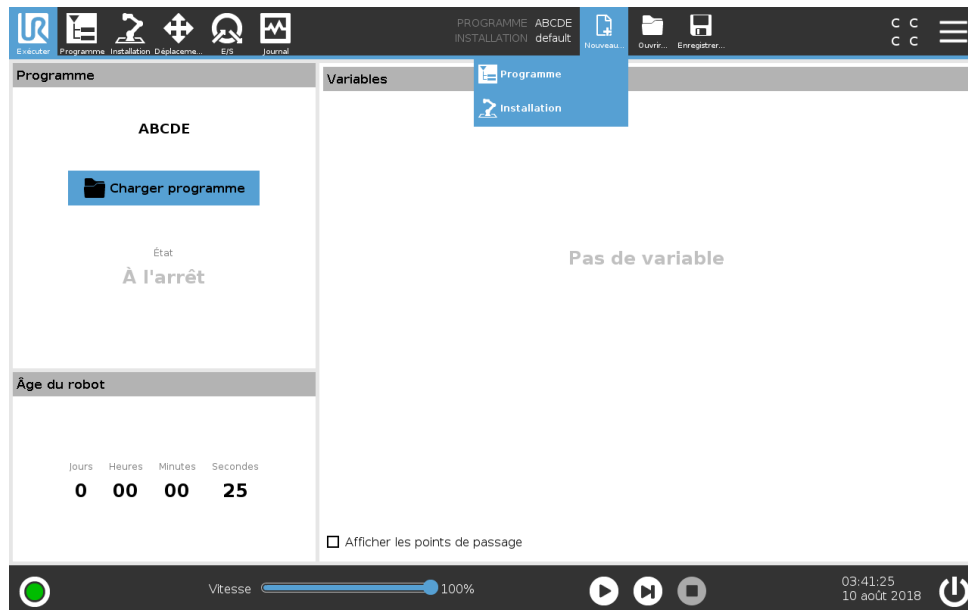 UR
Exécuter
Programme
Installation
Déplaceme...
E/S
Journal
PROGRAMME ABCDE
INSTALLATION default
Nouveau...
Ouvrir...
Enregistrer...
C C
C C
Programme
Installation
Programme
ABCDE
Charger programme
État
À l'arrêt
Variables
Pas de variable
Âge du robot
Jours Heures Minutes Secondes
0 00 00 25
Afficher les points de passage
Vitesse 100%
03:41:25
10 août 2018